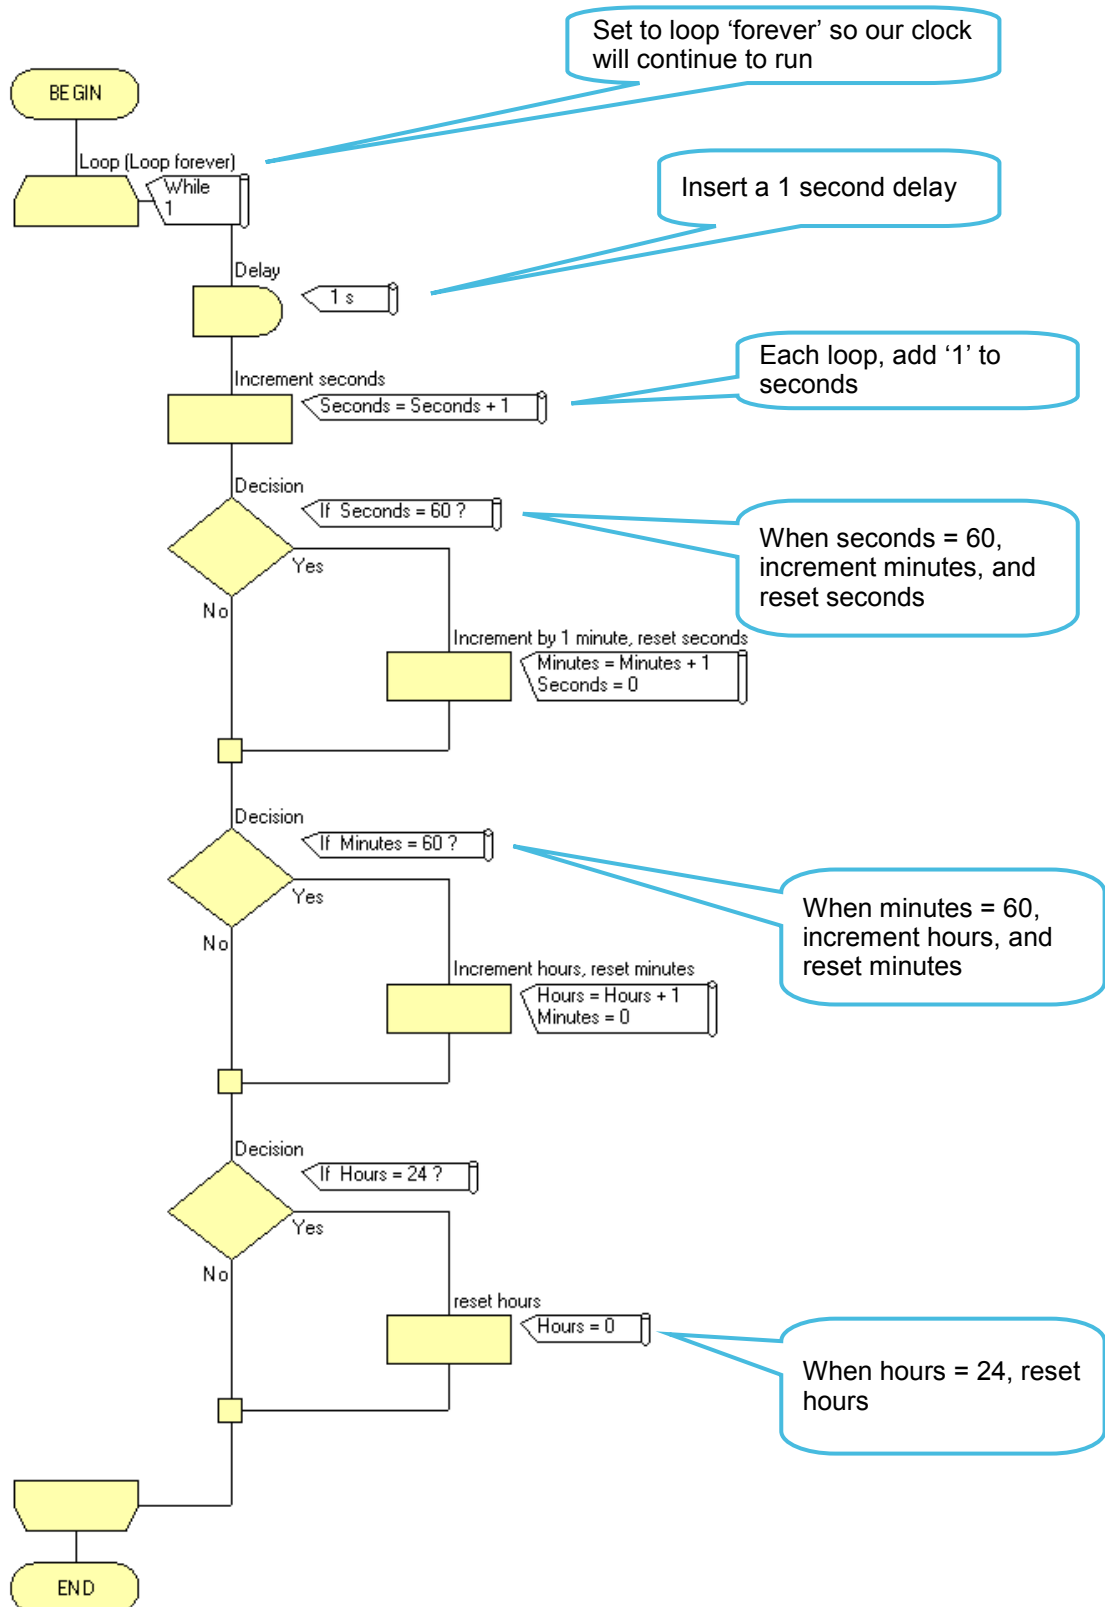 Set to loop ‘forever’ so our clock
will continue to run
BEGIN
Loop (Loop forever)
While
1
Insert a 1 second delay
Delay
1 s
Each loop, add ‘1’ to
seconds
Increment seconds
Seconds = Seconds + 1
Decision
If Seconds = 60 ?
When seconds = 60,
increment minutes, and
reset seconds
Yes
No
Increment by 1 minute, reset seconds
Minutes = Minutes + 1
Seconds = 0
Decision
If Minutes = 60 ?
Yes
When minutes = 60,
increment hours, and
reset minutes
No
Increment hours, reset minutes
Hours = Hours + 1
Minutes = 0
Decision
If Hours = 24 ?
Yes
No
reset hours
Hours = 0
When hours = 24, reset
hours
END